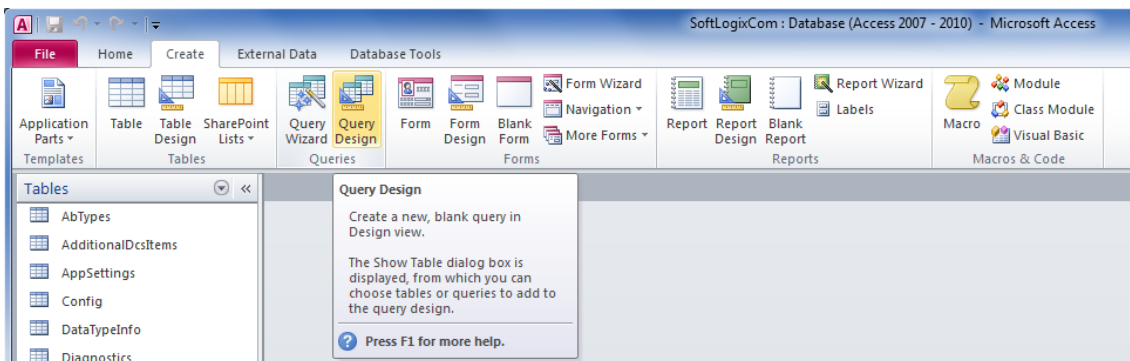 SoftLogixCom : Database (Access 2007 - 2010) - Microsoft Access
File Home Create External Data Database Tools
Application Parts
Table
Table Design
SharePoint Lists
Query Wizard
Query Design
Form
Form Design
Blank Form
Form Wizard
Navigation
More Forms
Report
Report Design
Blank Report
Report Wizard
Labels
Macro
Module
Class Module
Visual Basic
Templates Tables Queries Forms Reports Macros & Code
Tables
AbTypes
AdditionalDcsItems
AppSettings
Config
DataTypeInfo
Diagnostics
Query Design
Create a new, blank query in
Design view.
The Show Table dialog box is
displayed, from which you can
choose tables or queries to add to
the query design.
Press F1 for more help.